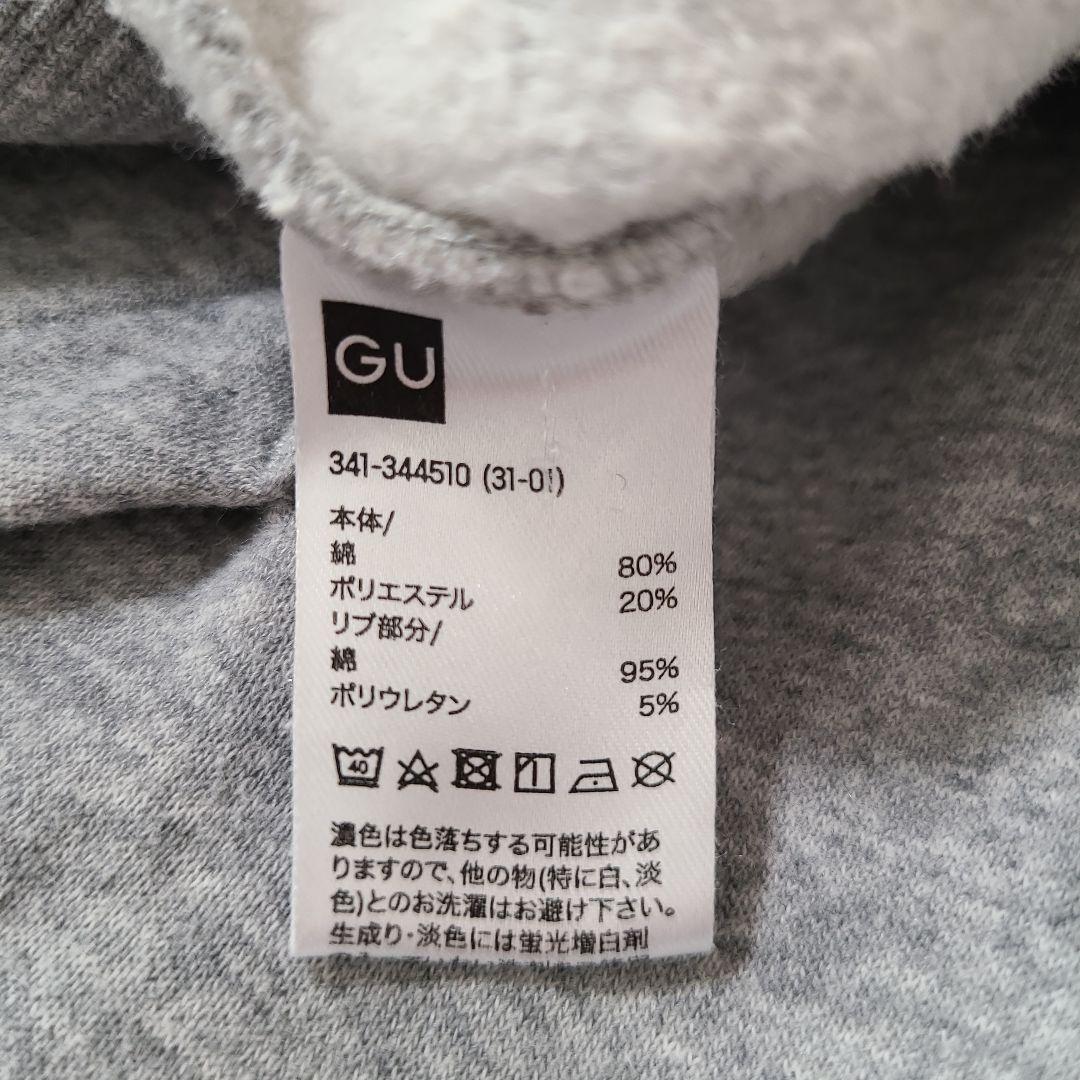 GU
341-344510 (31-01)
本体/
綿 80%
ポリエステル 20%
リブ部分/
綿 95%
ポリウレタン 5%
40
濃色は色落ちする可能性があ
りますので、他の物(特に白、淡
色)とのお洗濯はお避け下さい。
生成り・淡色には蛍光増白剤